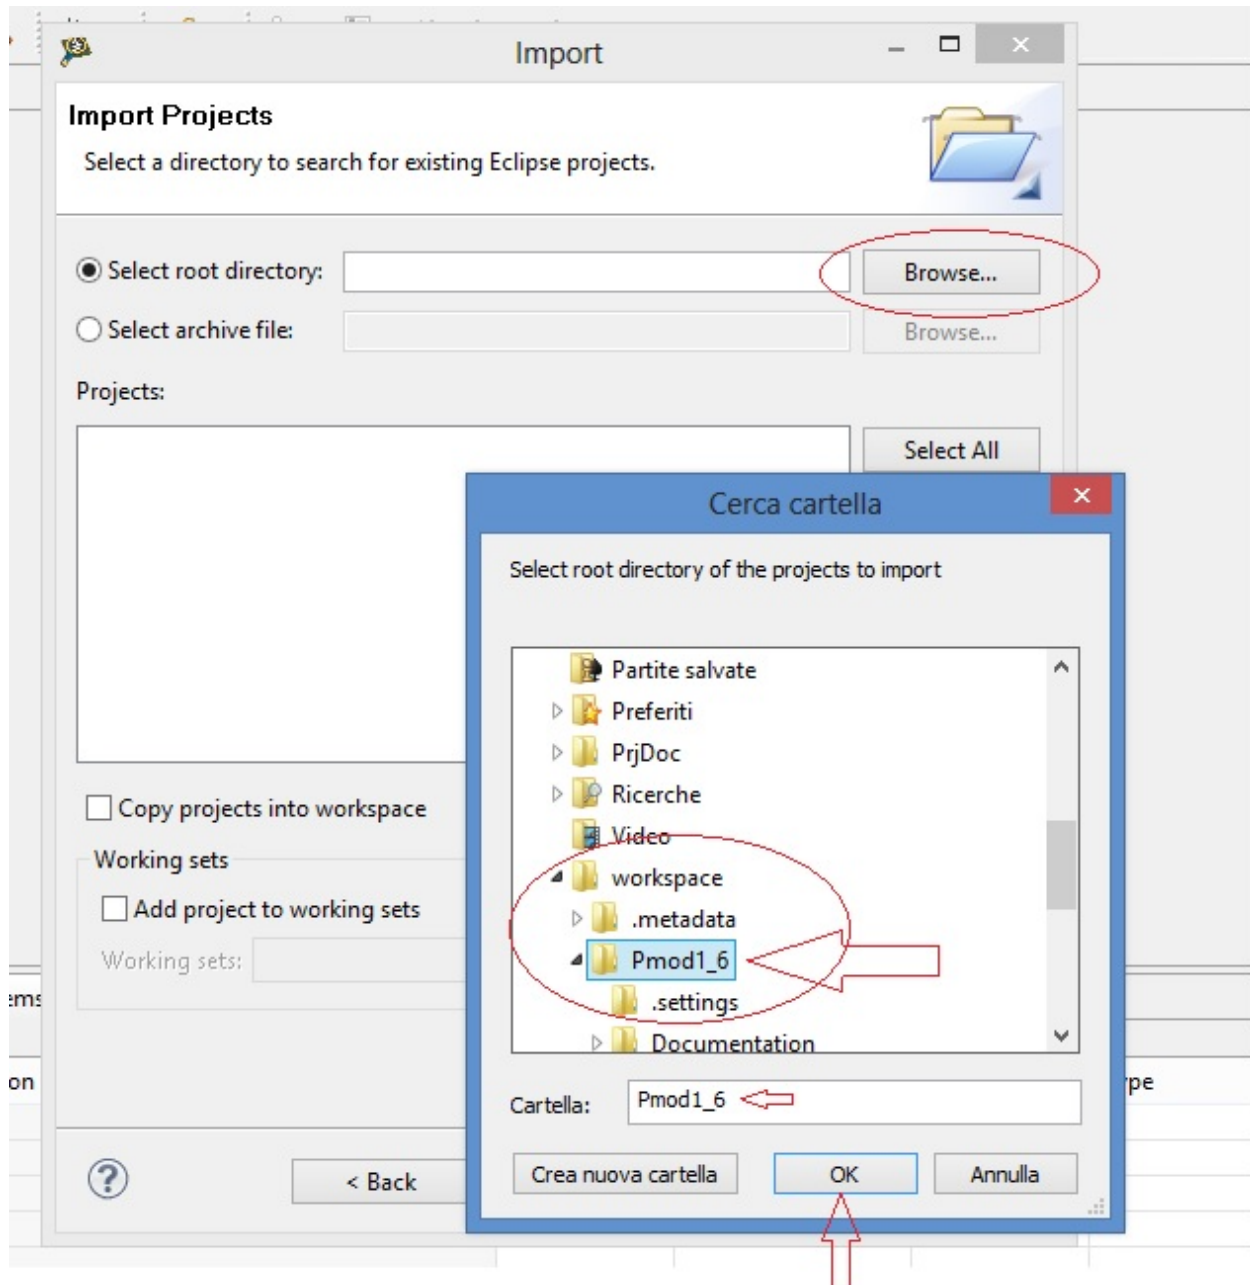 Import
Import Projects
Select a directory to search for existing Eclipse projects.
Select root directory:
Browse...
Select archive file:
Browse...
Projects:
Select All
Cerca cartella
Select root directory of the projects to import
Partite salvate
Preferiti
PrjDoc
Ricerche
Video
workspace
.metadata
Pmod1_6
.settings
Documentation
Cartella:
Pmod1_6
Crea nuova cartella
OK
Annulla
Copy projects into workspace
Working sets
Add project to working sets
Working sets:
< Back
ems
on
ype